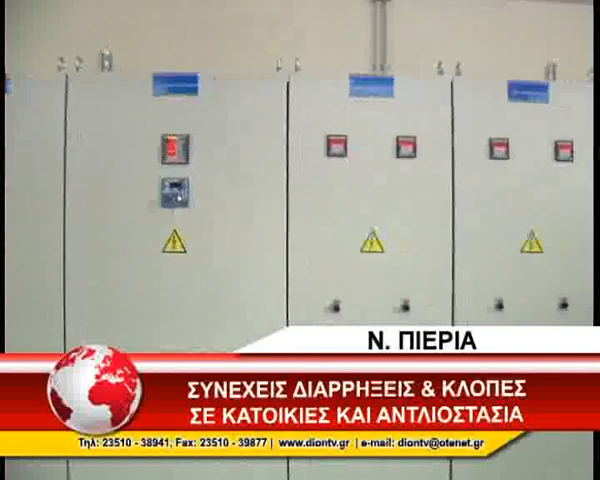 Ν. ΠΙΕΡΙΑ
ΣΥΝΕΧΕΙΣ ΔΙΑΡΡΗΞΕΙΣ & ΚΛΟΠΕΣ
ΣΕ ΚΑΤΟΙΚΙΕΣ ΚΑΙ ΑΝΤΛΙΟΣΤΑΣΙΑ
Τηλ: 23510 - 38941, Fax: 23510 - 39877 | www.diontv.gr | e-mail: diontv@otenet.gr